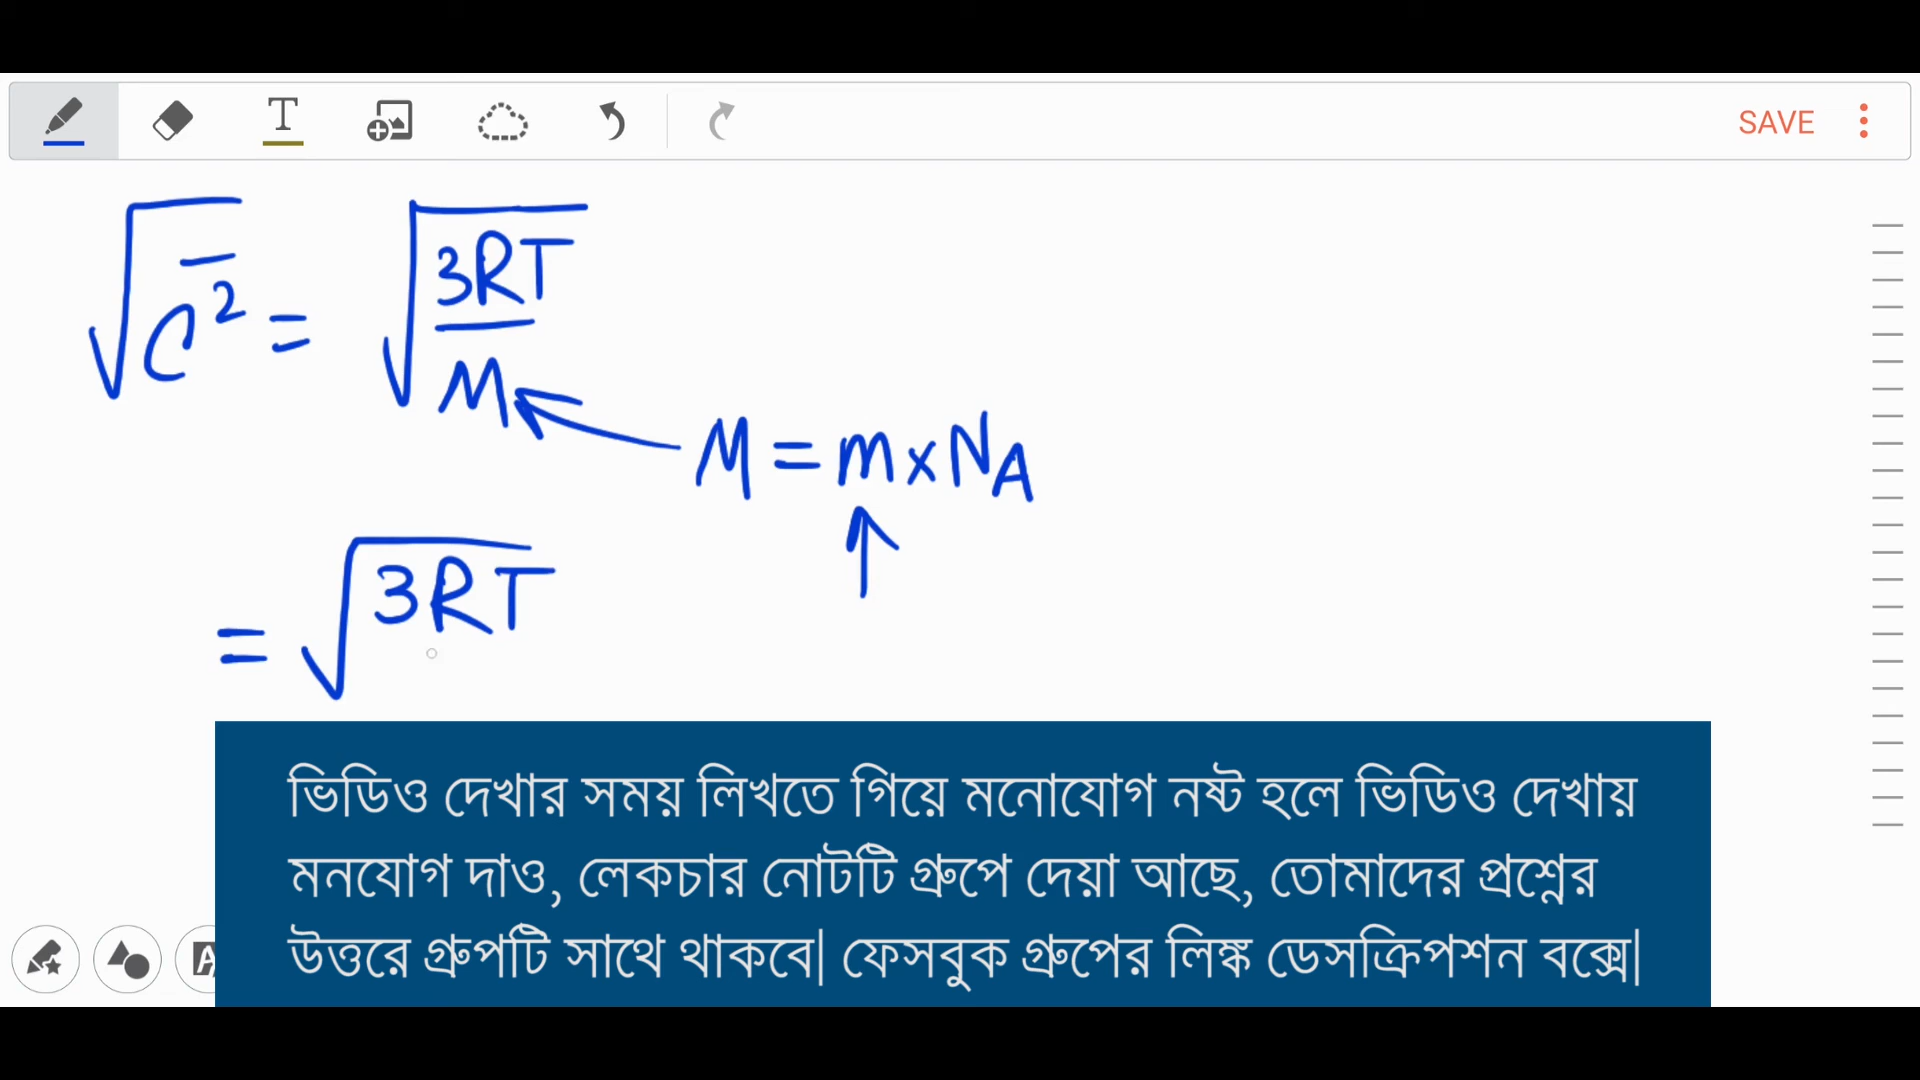 T
SAVE
√c̄² = √(3RT/M)
M = m x N_A
= √3RT
ভিডিও দেখার সময় লিখতে গিয়ে মনোযোগ নষ্ট হলে ভিডিও দেখায়
মনযোগ দাও, লেকচার নোটটি গ্রুপে দেয়া আছে, তোমাদের প্রশ্নের
উত্তরে গ্রুপটি সাথে থাকবে| ফেসবুক গ্রুপের লিঙ্ক ডেসক্রিপশন বক্সে|
A